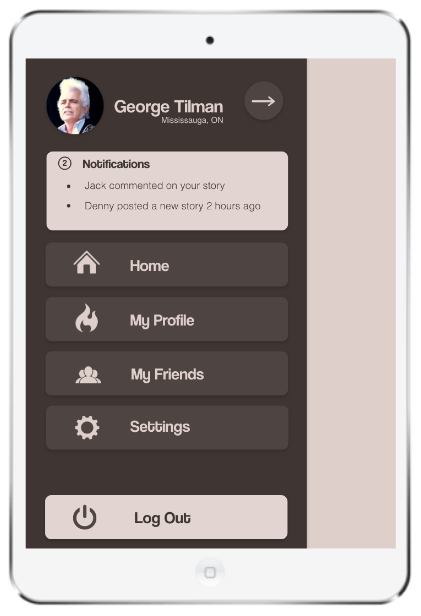 George Tilman
Mississauga, ON
2 Notifications
• Jack commented on your story
• Denny posted a new story 2 hours ago
Home
My Profile
My Friends
Settings
Log Out